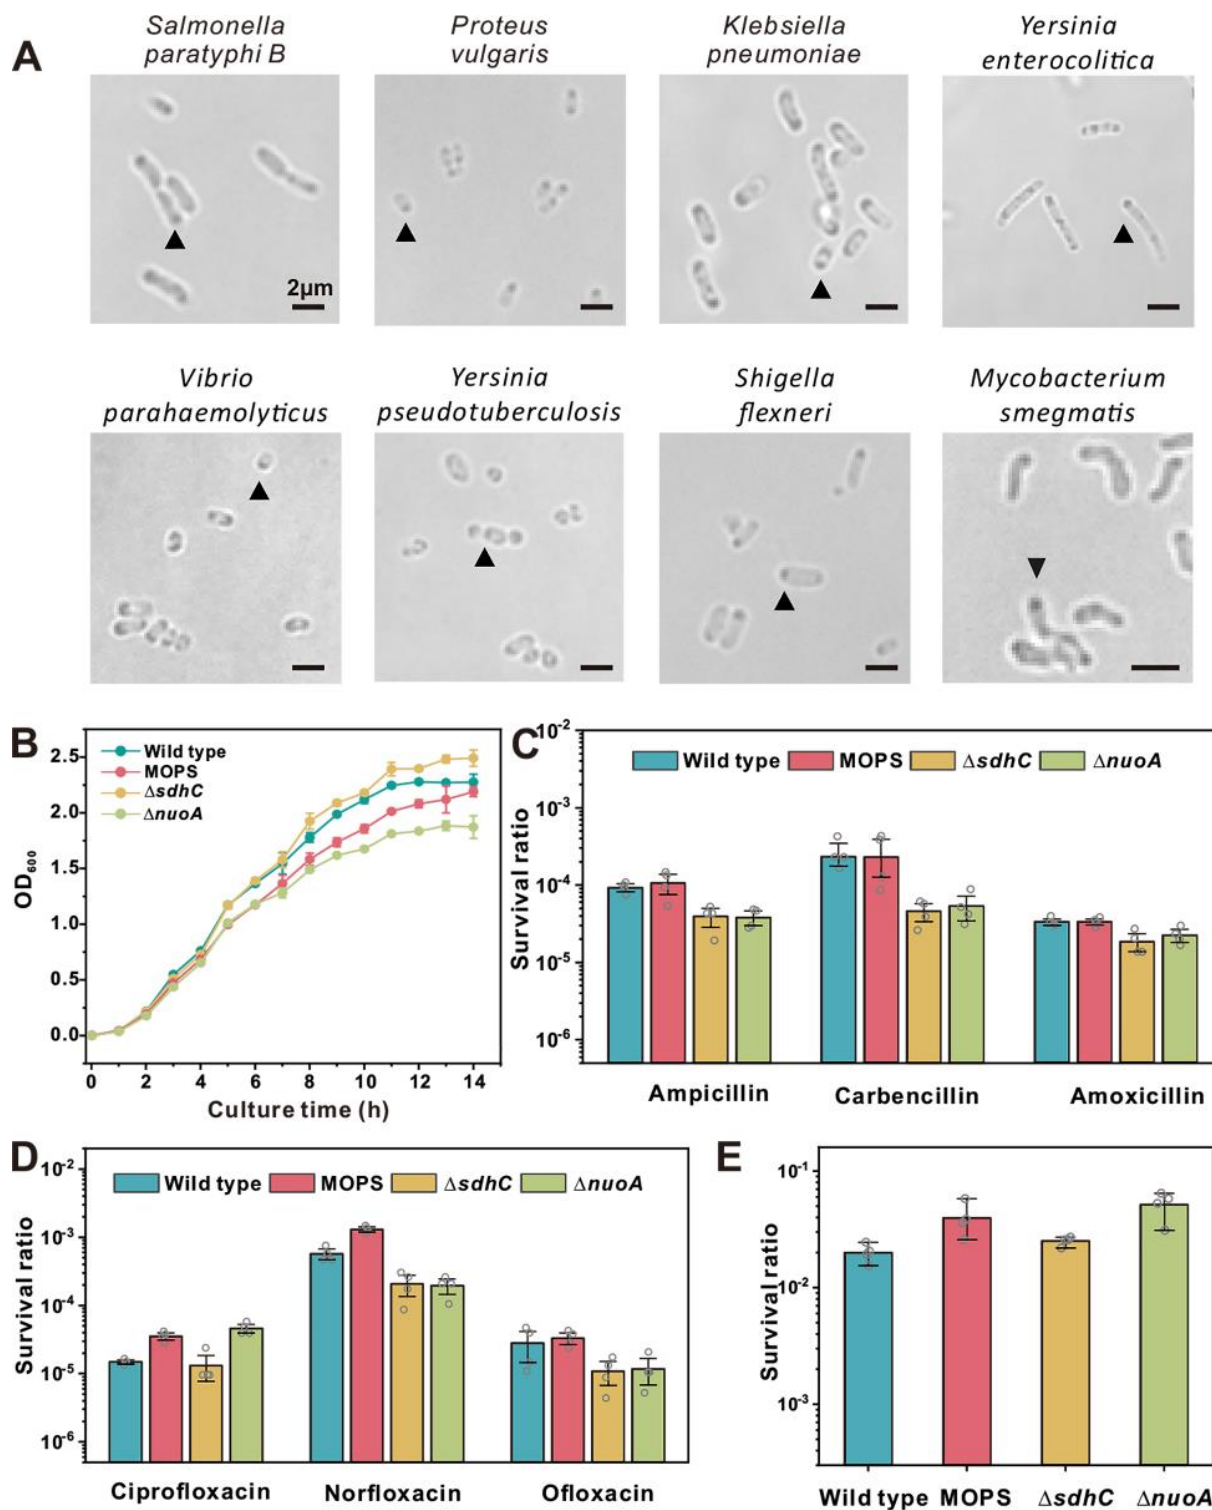 A
Salmonella
paratyphi B
Proteus
vulgaris
Klebsiella
pneumoniae
Yersinia
enterocolitica
2μm
Vibrio
parahaemolyticus
Yersinia
pseudotuberculosis
Shigella
flexneri
Mycobacterium
smegmatis
B
Wild type
MOPS
ΔsdhC
ΔnuoA
OD600
2.5
2.0
1.5
1.0
0.5
0.0
0 2 4 6 8 10 12 14
Culture time (h)
C
Wild type MOPS ΔsdhC ΔnuoA
Survival ratio
10-2
10-3
10-4
10-5
10-6
Ampicillin Carbencillin Amoxicillin
D
Wild type MOPS ΔsdhC ΔnuoA
Survival ratio
10-2
10-3
10-4
10-5
10-6
Ciprofloxacin Norfloxacin Ofloxacin
E
Survival ratio
10-1
10-2
10-3
Wild type MOPS ΔsdhC ΔnuoA